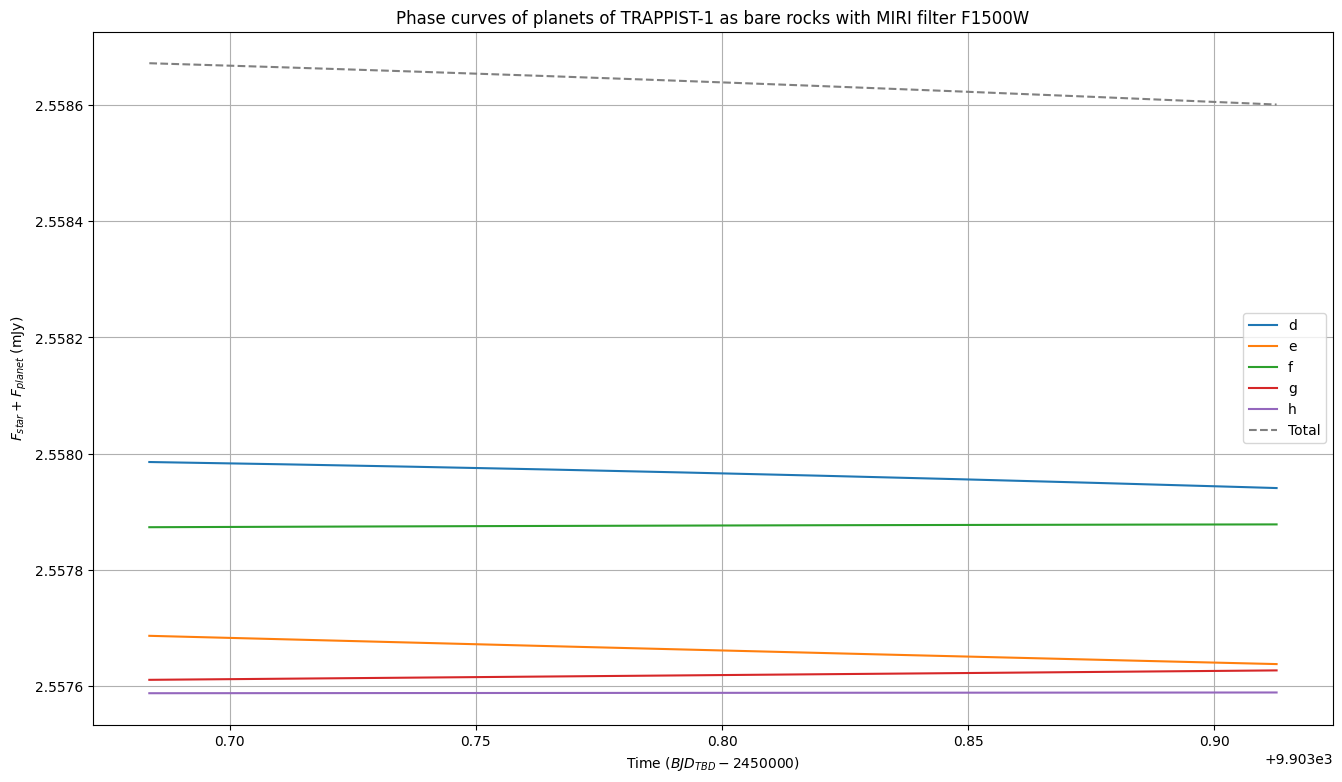 Phase curves of planets of TRAPPIST-1 as bare rocks with MIRI filter F1500W
F_star + F_planet (mJy)
2.5586
2.5584
2.5582
2.5580
2.5578
2.5576
d
e
f
g
h
Total
0.70 0.75 0.80 0.85 0.90
+9.903e3
Time (BJD_TBD − 2450000)